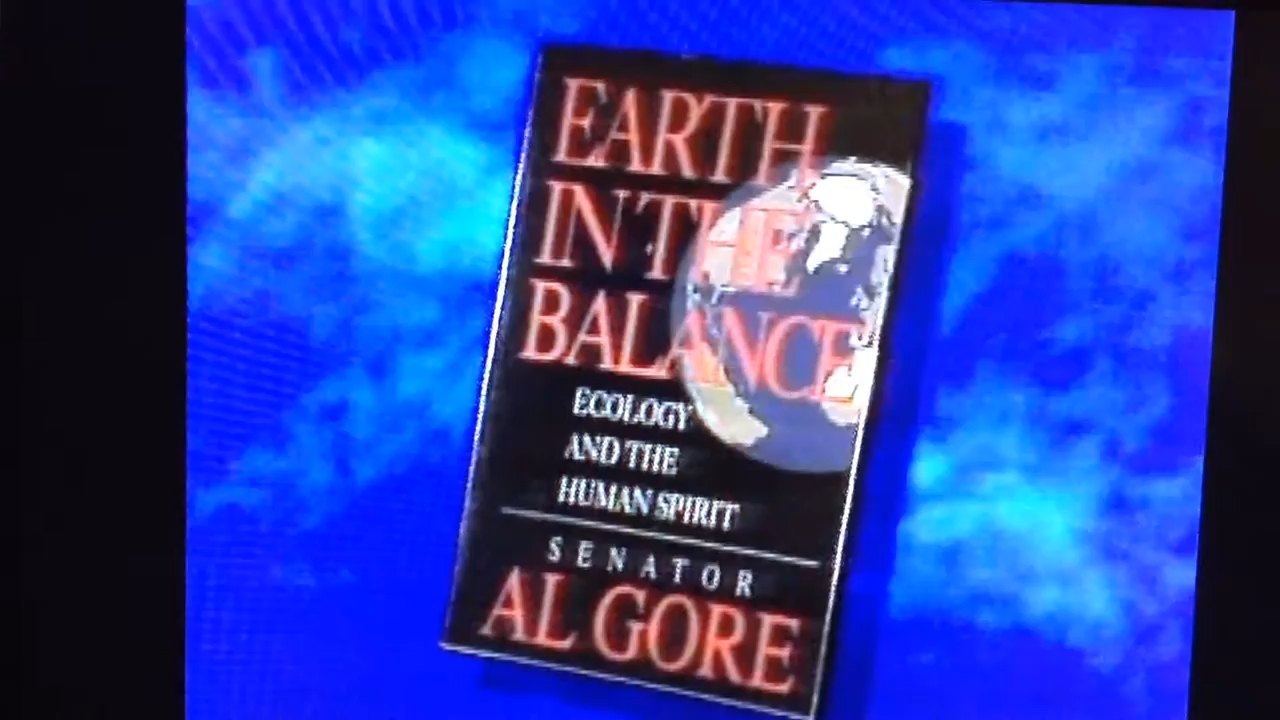 EARTH
IN THE
BALANCE
ECOLOGY
AND THE
HUMAN SPIRIT
SENATOR
AL GORE